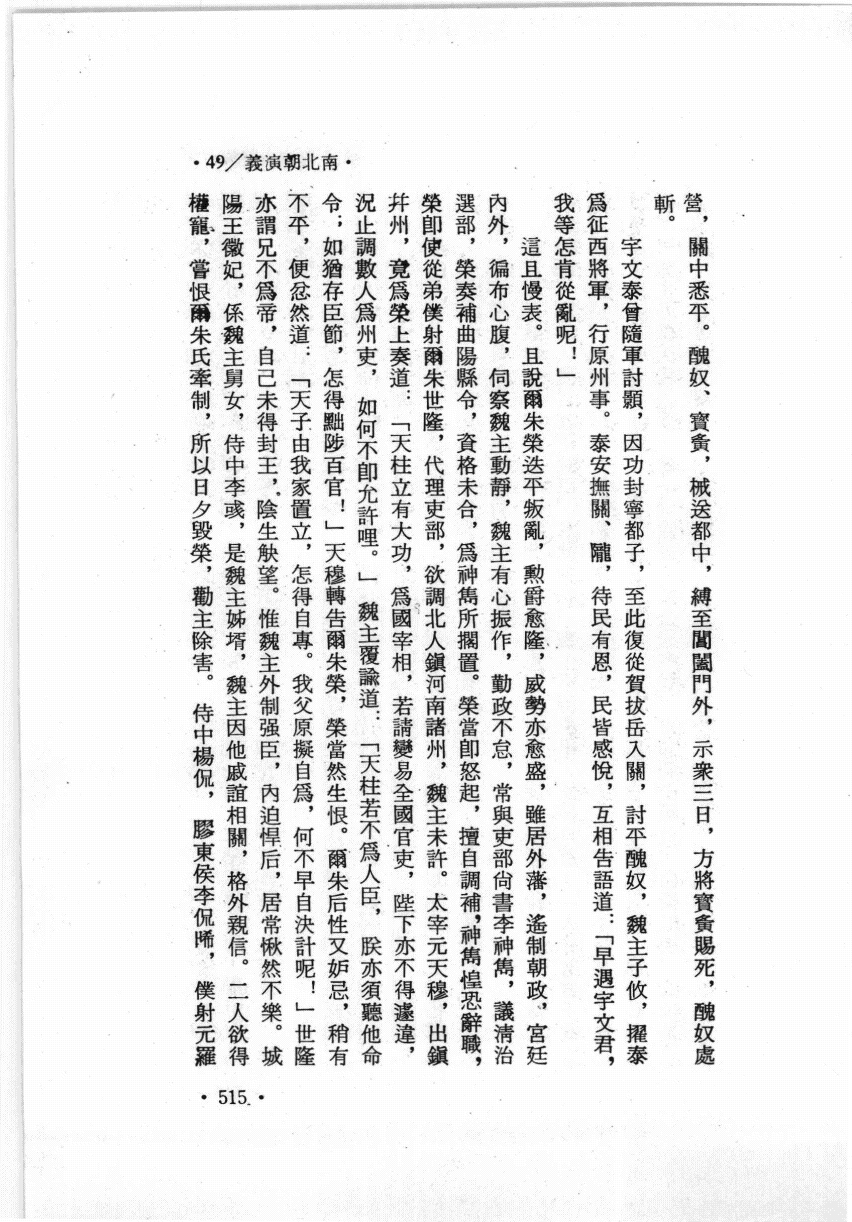 ·南北朝演義/49·
營，關中悉平。醜奴、寶夤，械送都中，縛至閶闔門外，示衆三日，方將寶夤賜死，醜奴處
斬。
宇文泰曾隨軍討顥，因功封寧都子，至此復從賀拔岳入關，討平醜奴，魏主子攸，擢泰
爲征西將軍，行原州事。泰安撫關、隴，待民有恩，民皆感悅，互相告語道：「早遇宇文君，
我等怎肯從亂呢！」
這且慢表。且說爾朱榮迭平叛亂，勲爵愈隆，威勢亦愈盛，雖居外藩，遙制朝政，宮廷
內外，徧布心腹，伺察魏主動靜，魏主有心振作，勤政不怠，常與吏部尙書李神儁，議淸治
選部，榮奏補曲陽縣令，資格未合，爲神儁所擱置。榮當卽怒起，擅自調補，神儁惶恐辭職，
榮卽使從弟僕射爾朱世隆，代理吏部，欲調北人鎭河南諸州，魏主未許。太宰元天穆，出鎭
幷州，竟爲榮上奏道：「天柱立有大功，爲國宰相，若請變易全國官吏，陛下亦不得遽違，
況止調數人爲州吏，如何不卽允許哩。」魏主覆諭道：「天柱若不爲人臣，朕亦須聽他命
令；如猶存臣節，怎得黜陟百官！」天穆轉告爾朱榮，榮當然生恨。爾朱后性又妒忌，稍有
不平，便忿然道：「天子由我家置立，怎得自專。我父原擬自爲，何不早自決計呢！」世隆
亦謂兄不爲帝，自己未得封王，陰生觖望。惟魏主外制强臣，內迫悍后，居常愀然不樂。城
陽王徽妃，係魏主舅女，侍中李彧，是魏主姊壻，魏主因他戚誼相關，格外親信。二人欲得
權寵，嘗恨爾朱氏牽制，所以日夕毀榮，勸主除害。侍中楊侃，膠東侯李侃晞，僕射元羅
·515·